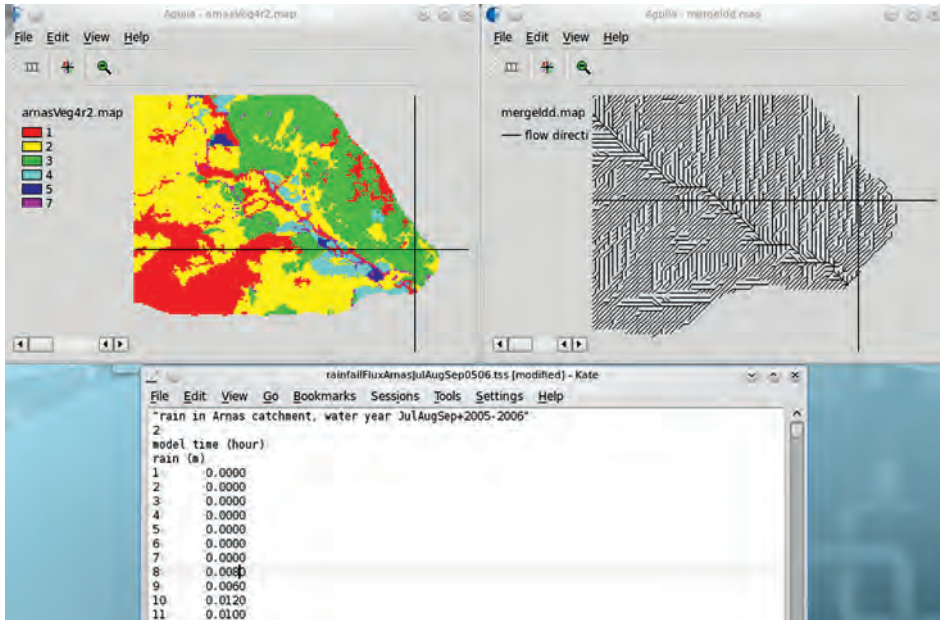 Aguila - arnasVeg4r2.map
File Edit View Help
arnasVeg4r2.map
1
2
3
4
5
7
Aguila - mergeldd.map
File Edit View Help
mergeldd.map
flow directi
rainfallFluxArnasJulAugSep0506.tss [modified] - Kate
File Edit View Go Bookmarks Sessions Tools Settings Help
"rain in Arnas catchment, water year JulAugSep+2005-2006"
2
model time (hour)
rain (m)
1 0.0000
2 0.0000
3 0.0000
4 0.0000
5 0.0000
6 0.0000
7 0.0000
8 0.0080
9 0.0060
10 0.0120
11 0.0100